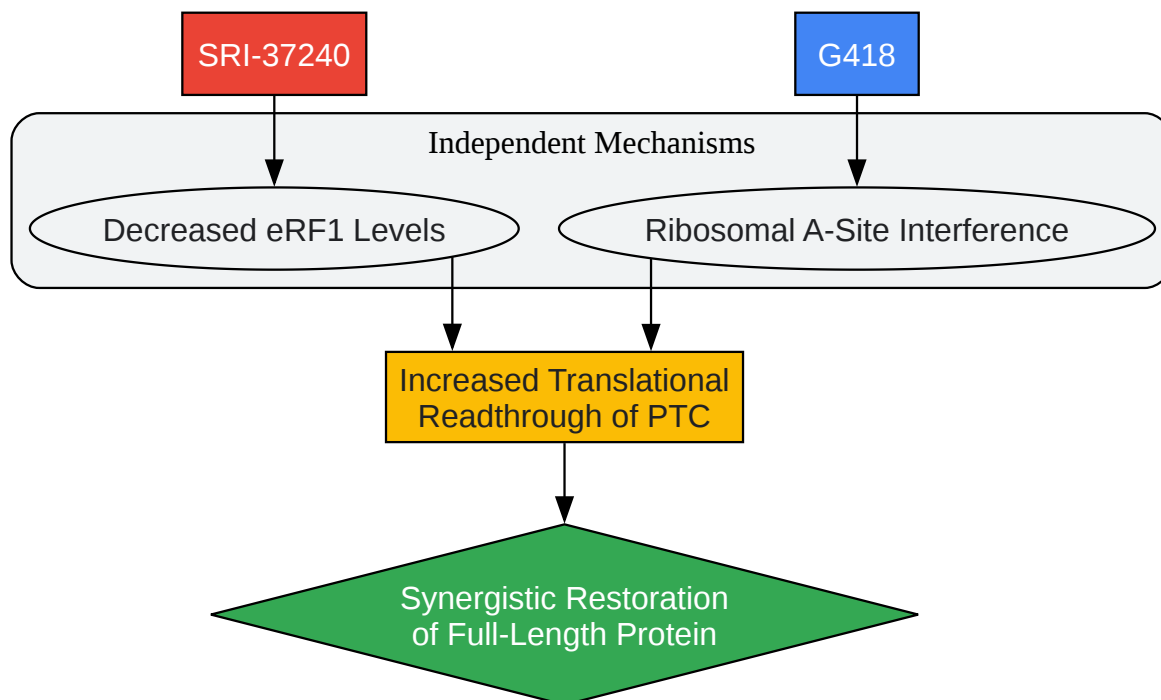 SRI-37240
G418
Independent Mechanisms
Decreased eRF1 Levels
Ribosomal A-Site Interference
Increased Translational
Readthrough of PTC
Synergistic Restoration
of Full-Length Protein